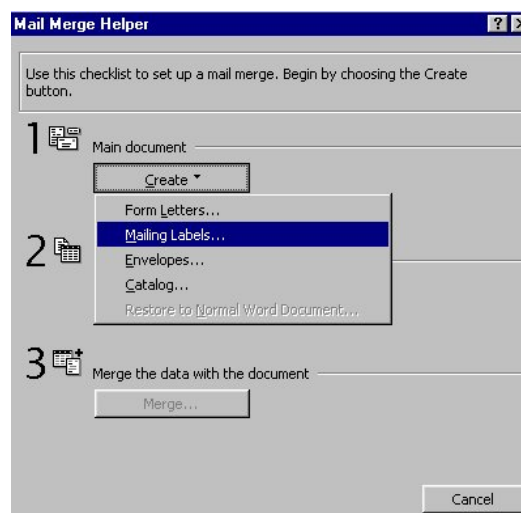 Mail Merge Helper
Use this checklist to set up a mail merge. Begin by choosing the Create
button.
1
Main document
Create
Form Letters...
Mailing Labels...
Envelopes...
Catalog...
Restore to Normal Word Document...
2
3
Merge the data with the document
Merge...
Cancel